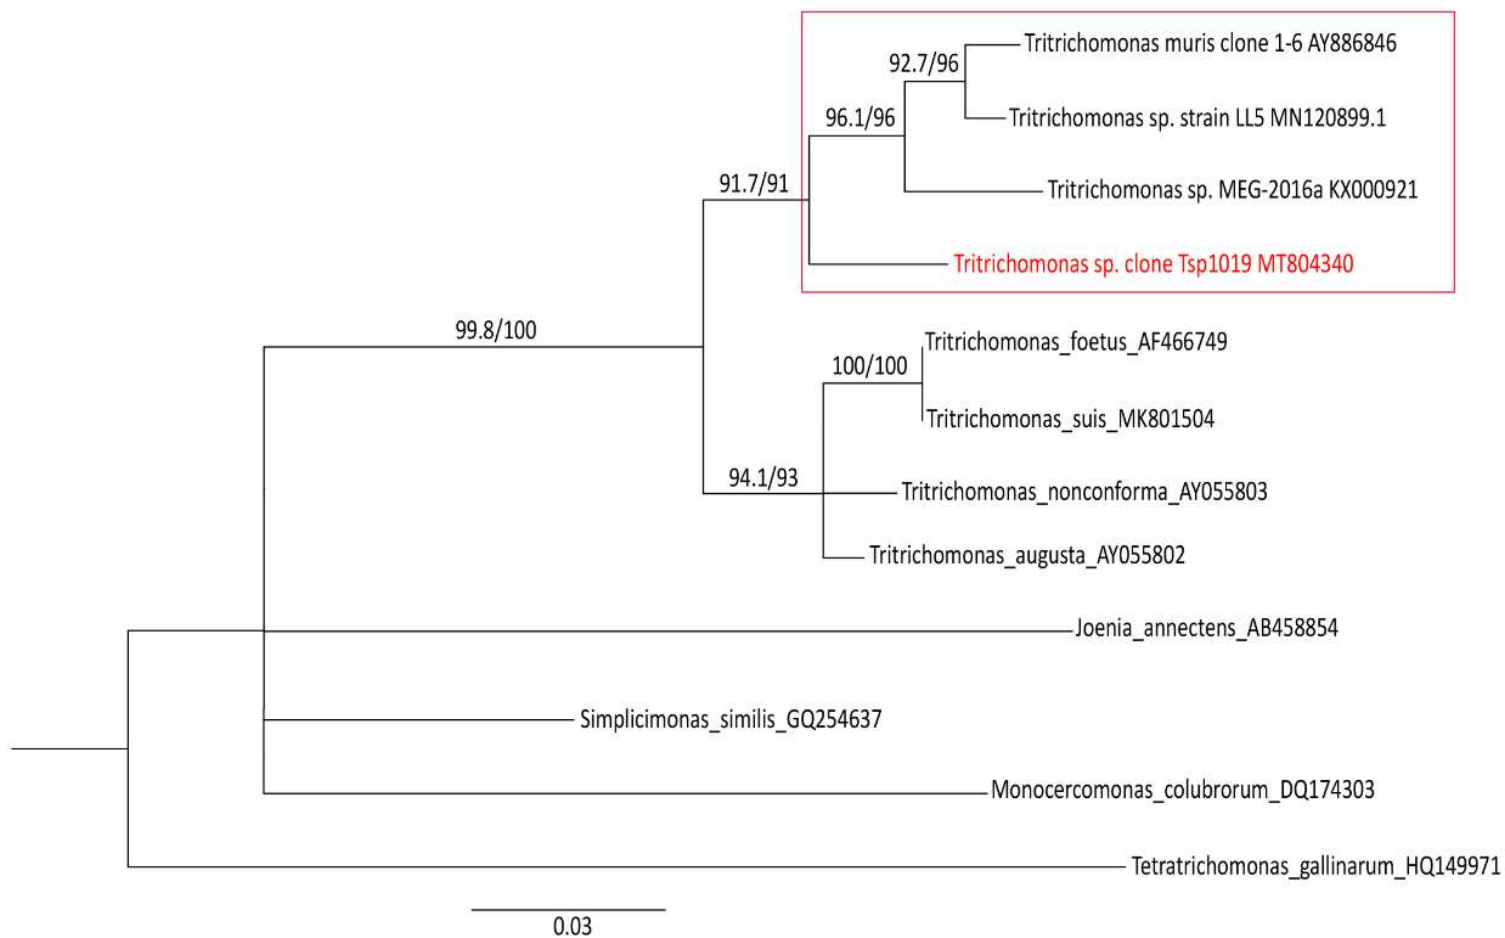 Tritrichomonas muris clone 1-6 AY886846
92.7/96
96.1/96
Tritrichomonas sp. strain LL5 MN120899.1
91.7/91
Tritrichomonas sp. MEG-2016a KX000921
Tritrichomonas sp. clone Tsp1019 MT804340
99.8/100
Tritrichomonas_foetus_AF466749
100/100
Tritrichomonas_suis_MK801504
94.1/93
Tritrichomonas_nonconforma_AY055803
Tritrichomonas_augusta_AY055802
Joenia_annectens_AB458854
Simplicimonas_similis_GQ254637
Monocercomonas_colubrorum_DQ174303
Tetratrichomonas_gallinarum_HQ149971
0.03